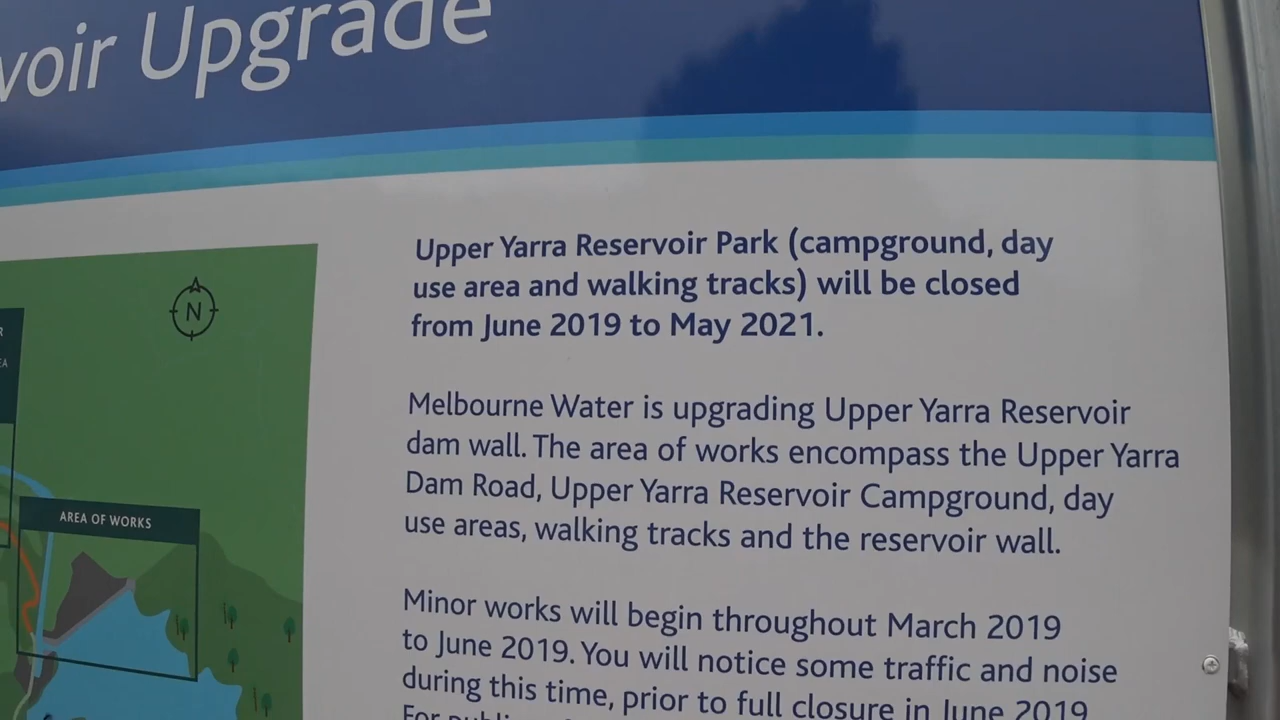 voir Upgrade
N
AREA OF WORKS
Upper Yarra Reservoir Park (campground, day
use area and walking tracks) will be closed
from June 2019 to May 2021.
Melbourne Water is upgrading Upper Yarra Reservoir
dam wall. The area of works encompass the Upper Yarra
Dam Road, Upper Yarra Reservoir Campground, day
use areas, walking tracks and the reservoir wall.
Minor works will begin throughout March 2019
to June 2019. You will notice some traffic and noise
during this time, prior to full closure in June 2019.
For